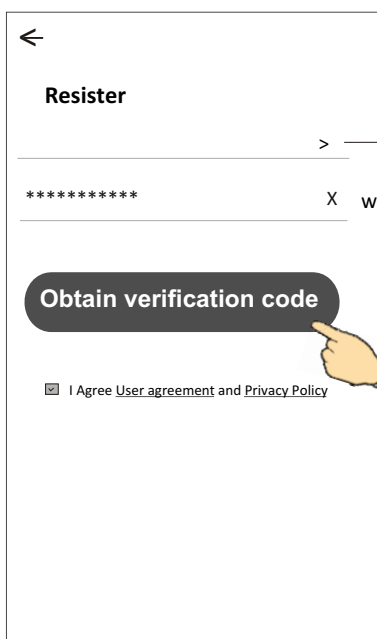 Resister
>
*********** X w
Obtain verification code
I Agree User agreement and Privacy Policy